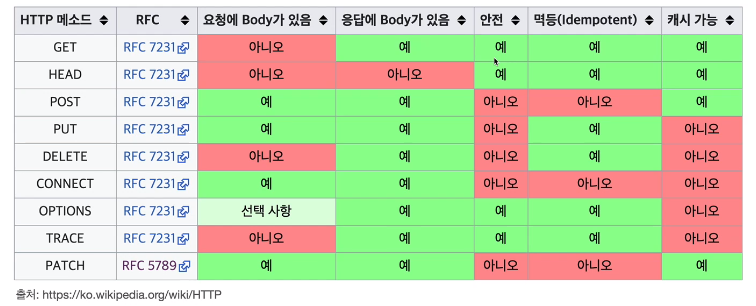 HTTP 메소드 RFC 요청에 Body가 있음 응답에 Body가 있음 안전 멱등(Idempotent) 캐시 가능
GET RFC 7231 아니오 예 예 예 예
HEAD RFC 7231 아니오 아니오 예 예 예
POST RFC 7231 예 예 아니오 아니오 예
PUT RFC 7231 예 예 아니오 예 아니오
DELETE RFC 7231 아니오 예 아니오 예 아니오
CONNECT RFC 7231 예 예 아니오 아니오 아니오
OPTIONS RFC 7231 선택 사항 예 예 예 아니오
TRACE RFC 7231 아니오 예 예 예 아니오
PATCH RFC 5789 예 예 아니오 아니오 예
출처: https://ko.wikipedia.org/wiki/HTTP